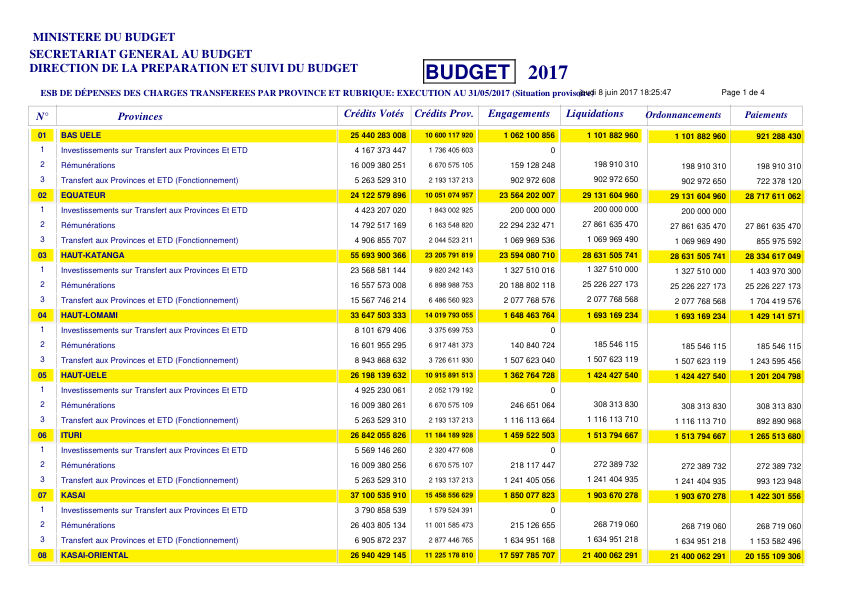 MINISTERE DU BUDGET
SECRETARIAT GENERAL AU BUDGET
DIRECTION DE LA PREPARATION ET SUIVI DU BUDGET
BUDGET 2017
ESB DE DÉPENSES DES CHARGES TRANSFEREES PAR PROVINCE ET RUBRIQUE: EXECUTION AU 31/05/2017 (Situation provisoire) jeudi 8 juin 2017 18:25:47 Page 1 de 4
N° Provinces Crédits Votés Crédits Prov. Engagements Liquidations Ordonnancements Paiements
01 BAS UELE 25 440 283 008 10 600 117 920 1 062 100 856 1 101 882 960 1 101 882 960 921 288 430
1 Investissements sur Transfert aux Provinces Et ETD 4 167 373 447 1 736 405 603 0
2 Rémunérations 16 009 380 251 6 670 575 105 159 128 248 198 910 310 198 910 310 198 910 310
3 Transfert aux Provinces et ETD (Fonctionnement) 5 263 529 310 2 193 137 213 902 972 608 902 972 650 902 972 650 722 378 120
02 EQUATEUR 24 122 579 896 10 051 074 957 23 564 202 007 29 131 604 960 29 131 604 960 28 717 611 062
1 Investissements sur Transfert aux Provinces Et ETD 4 423 207 020 1 843 002 925 200 000 000 200 000 000 200 000 000
2 Rémunérations 14 792 517 169 6 163 548 820 22 294 232 471 27 861 635 470 27 861 635 470 27 861 635 470
3 Transfert aux Provinces et ETD (Fonctionnement) 4 906 855 707 2 044 523 211 1 069 969 536 1 069 969 490 1 069 969 490 855 975 592
03 HAUT-KATANGA 55 693 900 366 23 205 791 819 23 594 080 710 28 631 505 741 28 631 505 741 28 334 617 049
1 Investissements sur Transfert aux Provinces Et ETD 23 568 581 144 9 820 242 143 1 327 510 016 1 327 510 000 1 327 510 000 1 403 970 300
2 Rémunérations 16 557 573 008 6 898 988 753 20 188 802 118 25 226 227 173 25 226 227 173 25 226 227 173
3 Transfert aux Provinces et ETD (Fonctionnement) 15 567 746 214 6 486 560 923 2 077 768 576 2 077 768 568 2 077 768 568 1 704 419 576
04 HAUT-LOMAMI 33 647 503 333 14 019 793 055 1 648 463 764 1 693 169 234 1 693 169 234 1 429 141 571
1 Investissements sur Transfert aux Provinces Et ETD 8 101 679 406 3 375 699 753 0
2 Rémunérations 16 601 955 295 6 917 481 373 140 840 724 185 546 115 185 546 115 185 546 115
3 Transfert aux Provinces et ETD (Fonctionnement) 8 943 868 632 3 726 611 930 1 507 623 040 1 507 623 119 1 507 623 119 1 243 595 456
05 HAUT-UELE 26 198 139 632 10 915 891 513 1 362 764 728 1 424 427 540 1 424 427 540 1 201 204 798
1 Investissements sur Transfert aux Provinces Et ETD 4 925 230 061 2 052 179 192 0
2 Rémunérations 16 009 380 261 6 670 575 109 246 651 064 308 313 830 308 313 830 308 313 830
3 Transfert aux Provinces et ETD (Fonctionnement) 5 263 529 310 2 193 137 213 1 116 113 664 1 116 113 710 1 116 113 710 892 890 968
06 ITURI 26 842 055 826 11 184 189 928 1 459 522 503 1 513 794 667 1 513 794 667 1 265 513 680
1 Investissements sur Transfert aux Provinces Et ETD 5 569 146 260 2 320 477 608 0
2 Rémunérations 16 009 380 256 6 670 575 107 218 117 447 272 389 732 272 389 732 272 389 732
3 Transfert aux Provinces et ETD (Fonctionnement) 5 263 529 310 2 193 137 213 1 241 405 056 1 241 404 935 1 241 404 935 993 123 948
07 KASAI 37 100 535 910 15 458 556 629 1 850 077 823 1 903 670 278 1 903 670 278 1 422 301 556
1 Investissements sur Transfert aux Provinces Et ETD 3 790 858 539 1 579 524 391 0
2 Rémunérations 26 403 805 134 11 001 585 473 215 126 655 268 719 060 268 719 060 268 719 060
3 Transfert aux Provinces et ETD (Fonctionnement) 6 905 872 237 2 877 446 765 1 634 951 168 1 634 951 218 1 634 951 218 1 153 582 496
08 KASAI-ORIENTAL 26 940 429 145 11 225 178 810 17 597 785 707 21 400 062 291 21 400 062 291 20 155 109 306